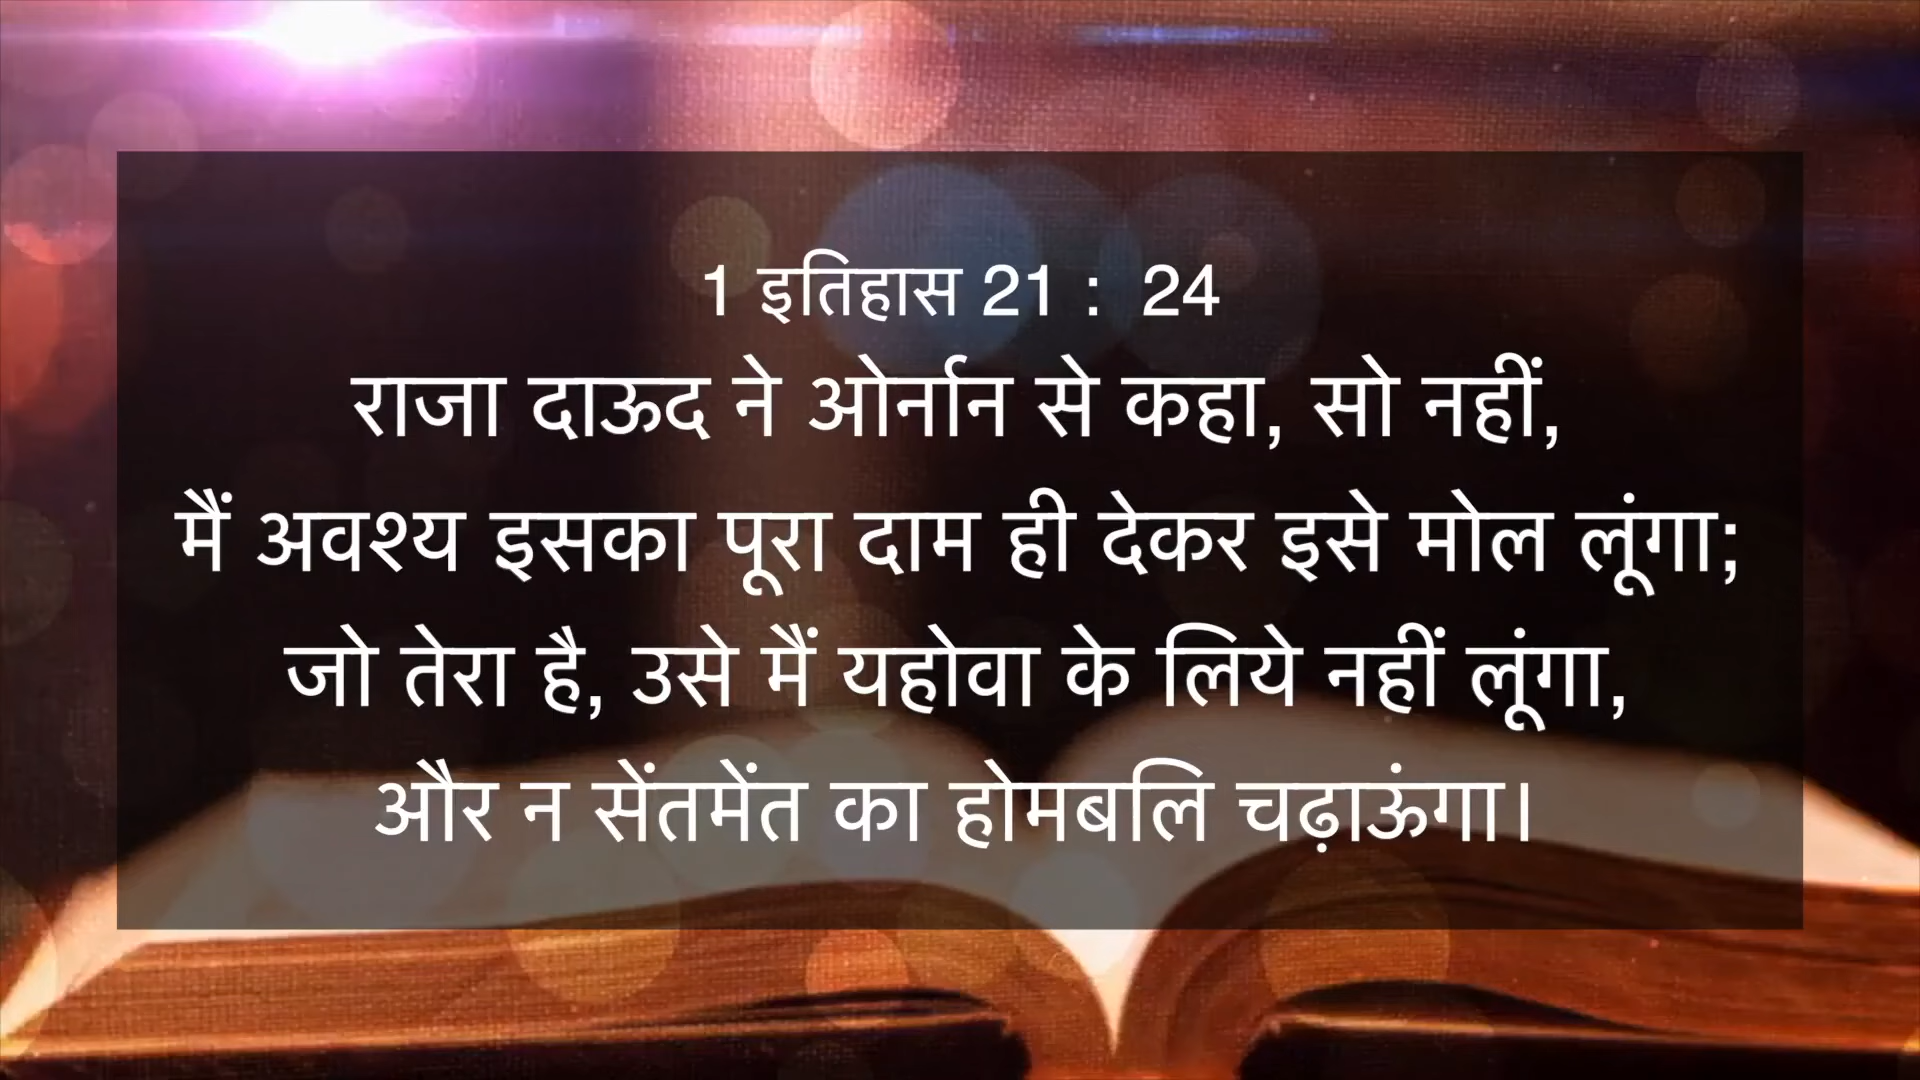 1 इतिहास 21 : 24
राजा दाऊद ने ओर्नान से कहा, सो नहीं,
मैं अवश्य इसका पूरा दाम ही देकर इसे मोल लूंगा;
जो तेरा है, उसे मैं यहोवा के लिये नहीं लूंगा,
और न सेंतमेंत का होमबलि चढ़ाऊंगा।